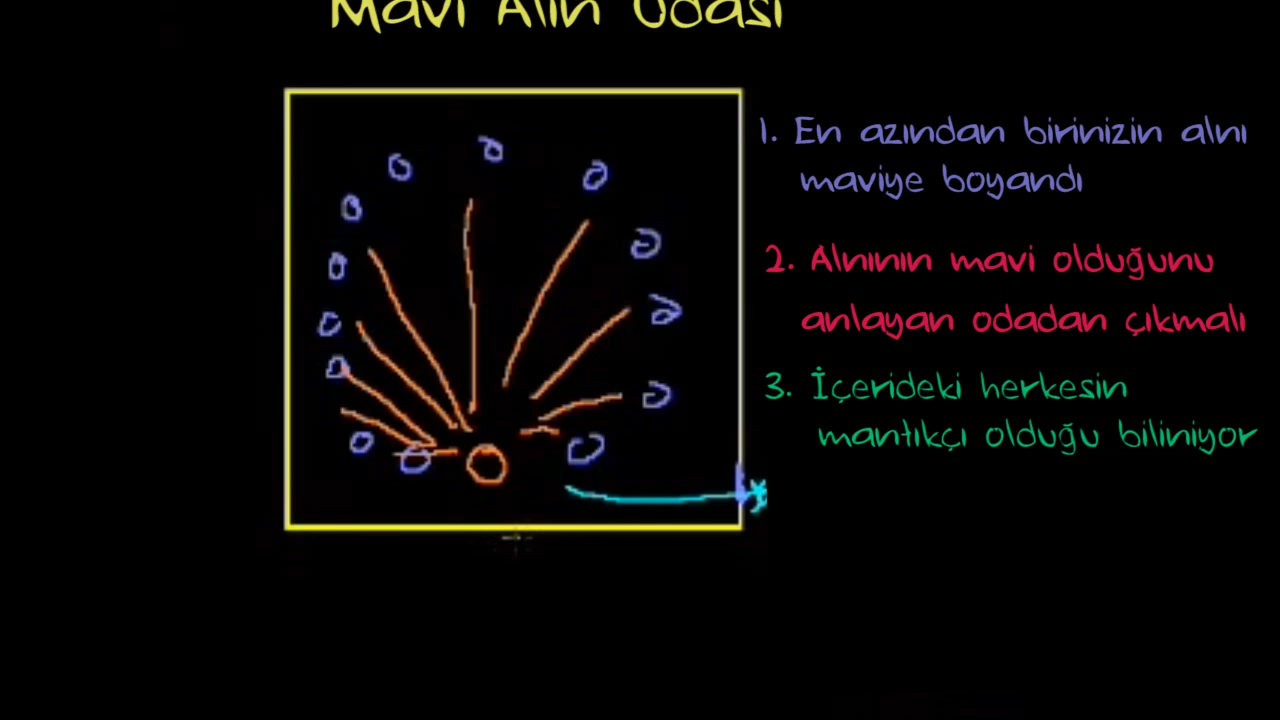 Mavi Alın Odası
1. En azından birinizin alnı
maviye boyandı
2. Alnının mavi olduğunu
anlayan odadan çıkmalı
3. İçerideki herkesin
mantıkçı olduğu biliniyor